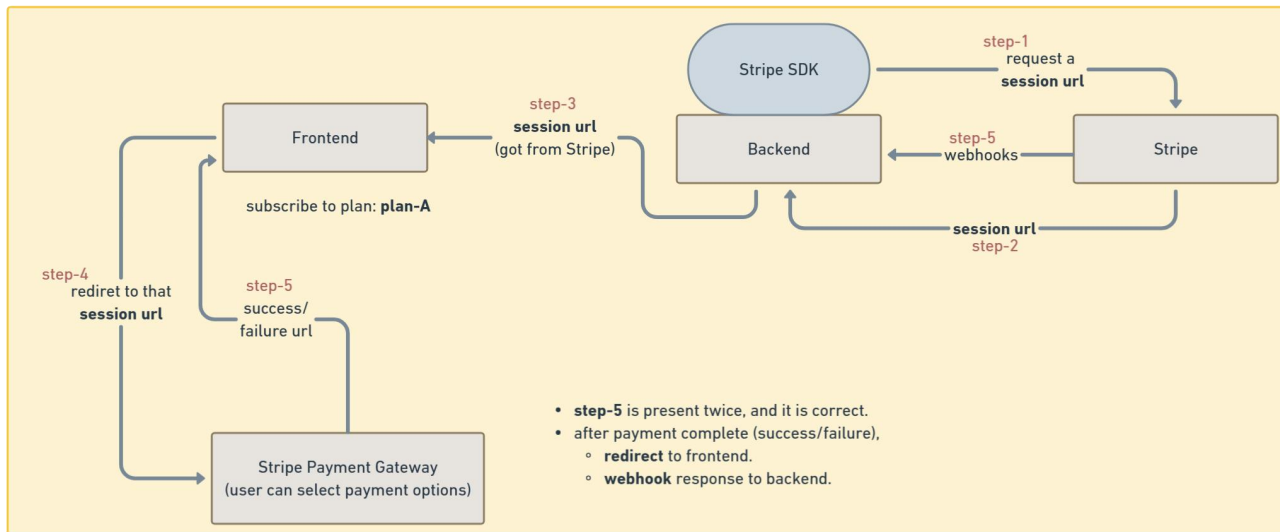 step-1
request a
session url
Stripe SDK
step-3
session url
(got from Stripe)
Frontend
Backend
step-5
webhooks
Stripe
subscribe to plan: plan-A
session url
step-2
step-4
rediret to that
session url
step-5
success/
failure url
• step-5 is present twice, and it is correct.
• after payment complete (success/failure),
◦ redirect to frontend.
◦ webhook response to backend.
Stripe Payment Gateway
(user can select payment options)